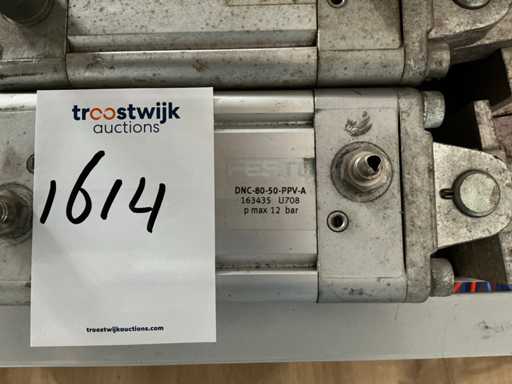 troostwijk
auctions
1614
troostwijkauctions.com
FESTO
DNC-80-50-PPV-A
163435 U708
p max 12 bar